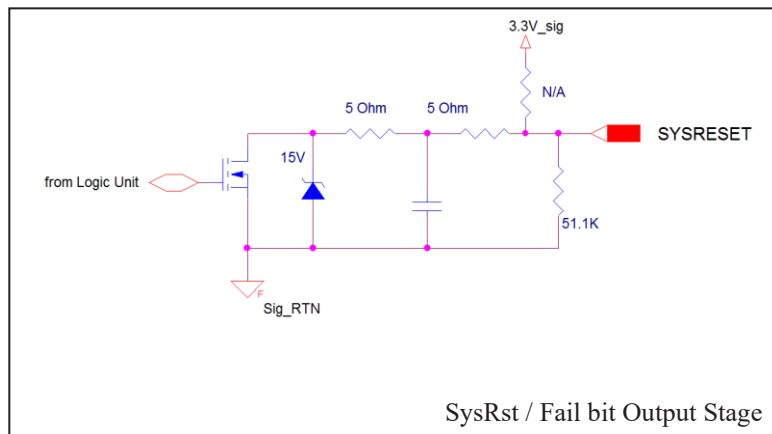 3.3V_sig
N/A
5 Ohm 5 Ohm
SYSRESET
15V
from Logic Unit
51.1K
F
Sig_RTN
SysRst / Fail bit Output Stage